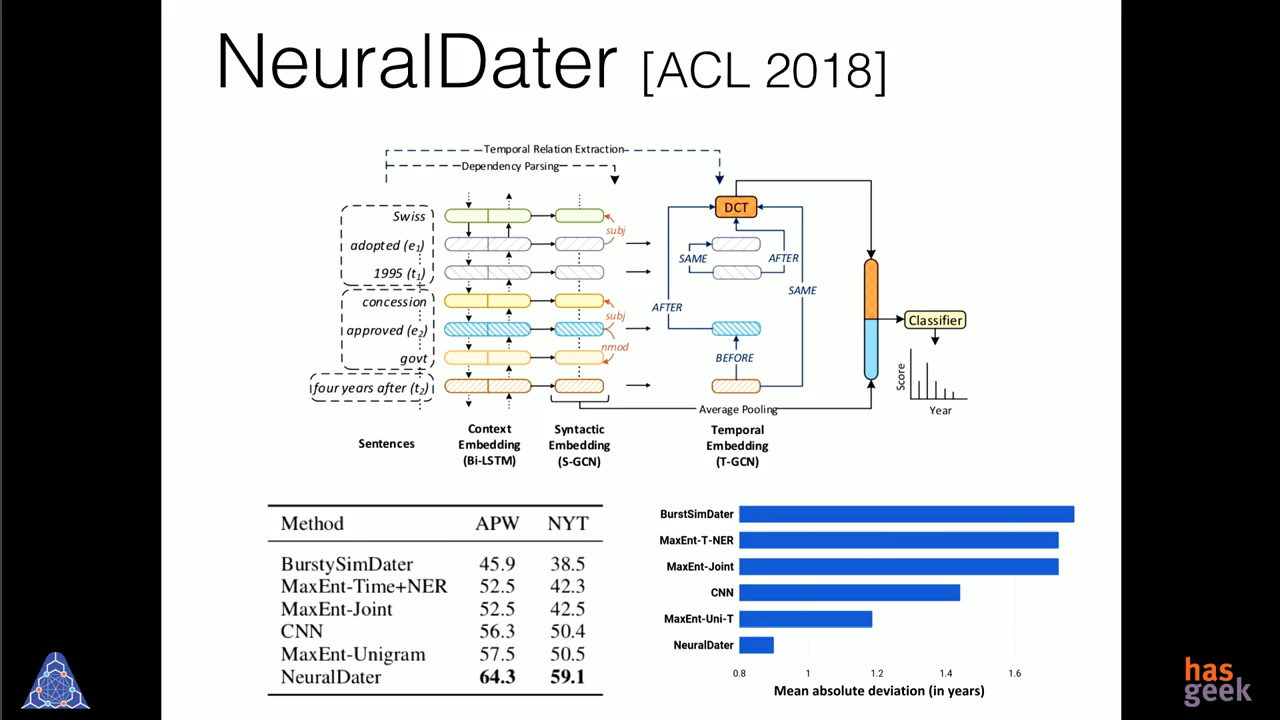 NeuralDater [ACL 2018]
Temporal Relation Extraction
Dependency Parsing
Swiss
adopted (e1)
1995 (t1)
concession
approved (e2)
govt
four years after (t2)
subj
subj
nmod
DCT
SAME
AFTER
SAME
AFTER
BEFORE
Average Pooling
Classifier
Score
Year
Sentences
Context
Embedding
(Bi-LSTM)
Syntactic
Embedding
(S-GCN)
Temporal
Embedding
(T-GCN)
Method APW NYT
BurstySimDater 45.9 38.5
MaxEnt-Time+NER 52.5 42.3
MaxEnt-Joint 52.5 42.5
CNN 56.3 50.4
MaxEnt-Unigram 57.5 50.5
NeuralDater 64.3 59.1
BurstSimDater
MaxEnt-T-NER
MaxEnt-Joint
CNN
MaxEnt-Uni-T
NeuralDater
0.8 1 1.2 1.4 1.6
Mean absolute deviation (in years)
has
geek